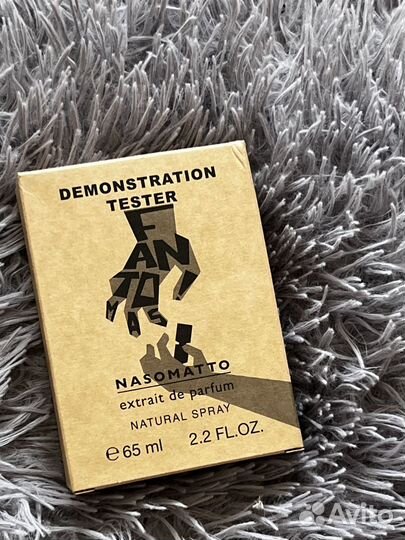 DEMONSTRATION
TESTER
FANTOMAS
NASOMATTO
extrait de parfum
NATURAL SPRAY
℮ 65 ml 2.2 FL.OZ.
Avito